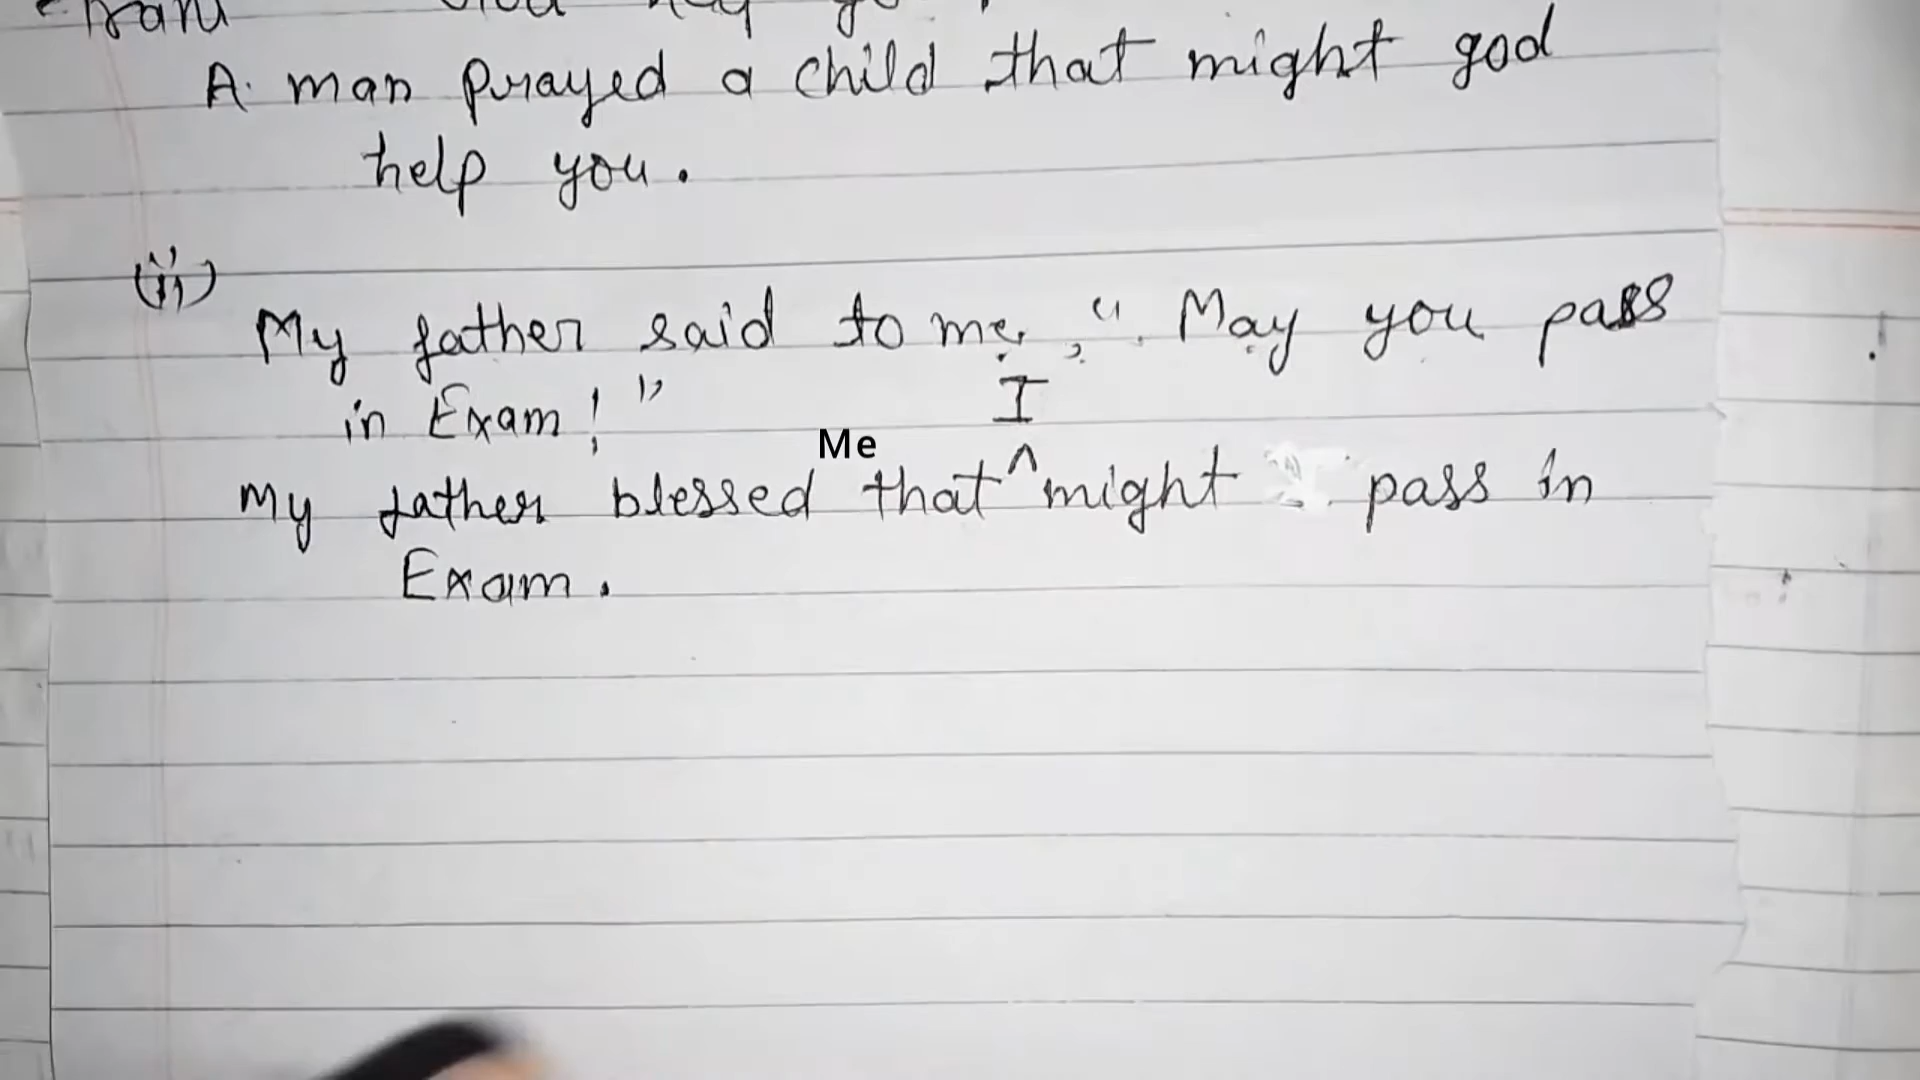 A man prayed a child that might god
help you.
(ii)
My father said to me, " May you pass
in Exam! "
I
Me
My father blessed that ^ might pass in
Exam.